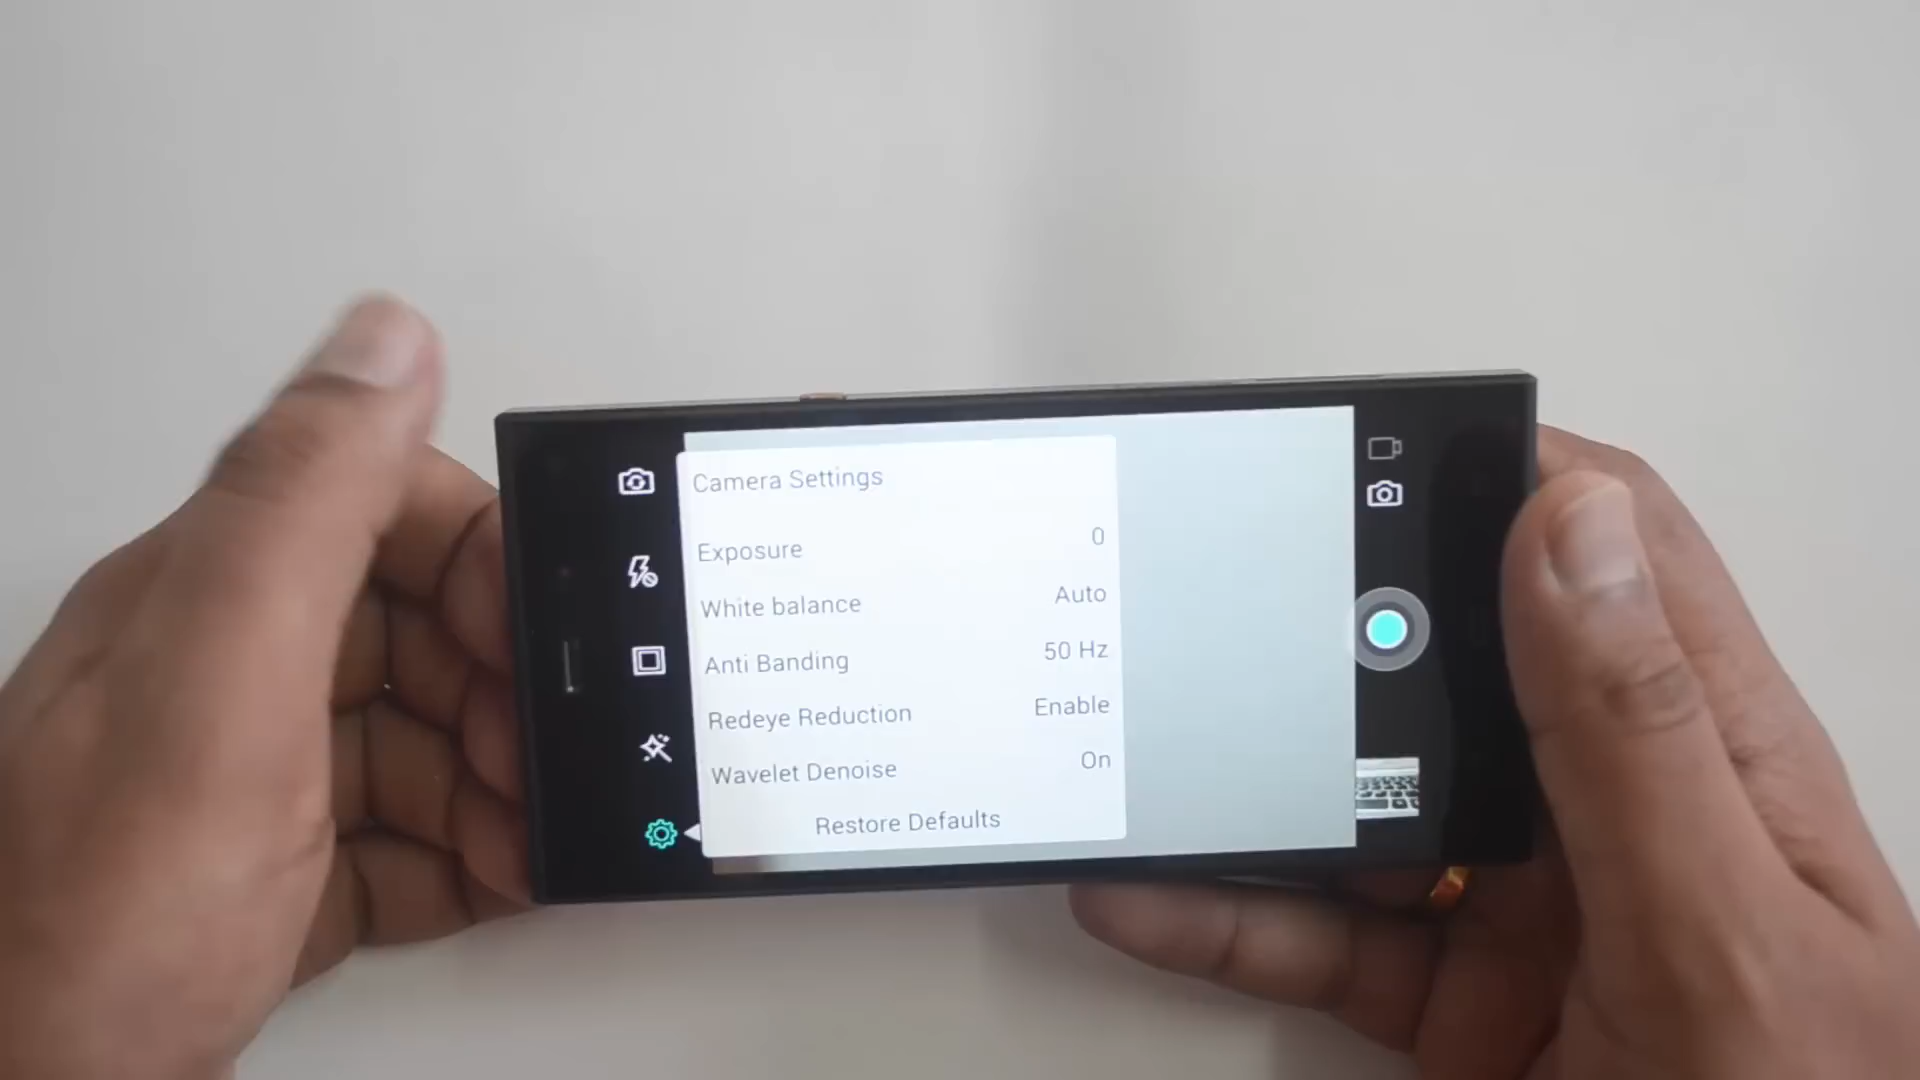 Camera Settings
Exposure 0
White balance Auto
Anti Banding 50 Hz
Redeye Reduction Enable
Wavelet Denoise On
Restore Defaults